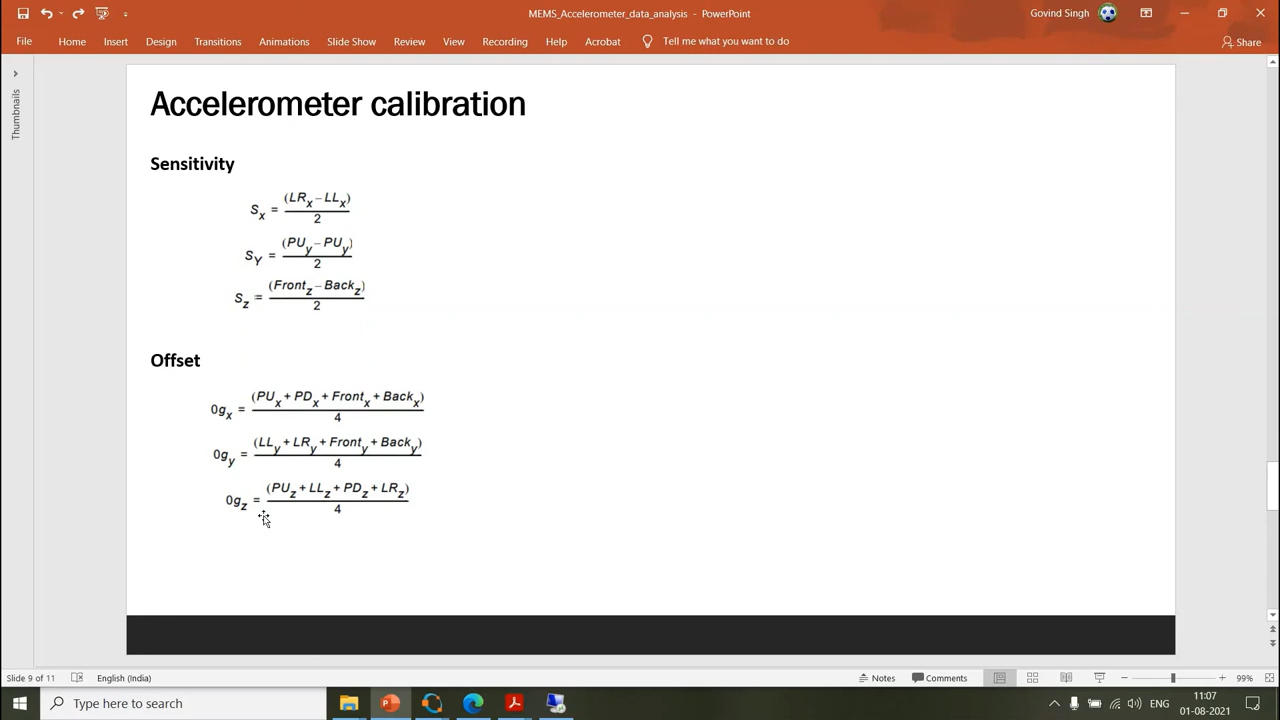 MEMS_Accelerometer_data_analysis - PowerPoint
Govind Singh
File Home Insert Design Transitions Animations Slide Show Review View Recording Help Acrobat Tell me what you want to do Share
Thumbnails
Accelerometer calibration
Sensitivity
S_x = (LR_x – LL_x) / 2
S_Y = (PU_y – PU_y) / 2
S_z = (Front_z – Back_z) / 2
Offset
0g_x = (PU_x + PD_x + Front_x + Back_x) / 4
0g_y = (LL_y + LR_y + Front_y + Back_y) / 4
0g_z = (PU_z + LL_z + PD_z + LR_z) / 4
Slide 9 of 11 English (India) Notes Comments 99%
Type here to search ENG 11:07
01-08-2021